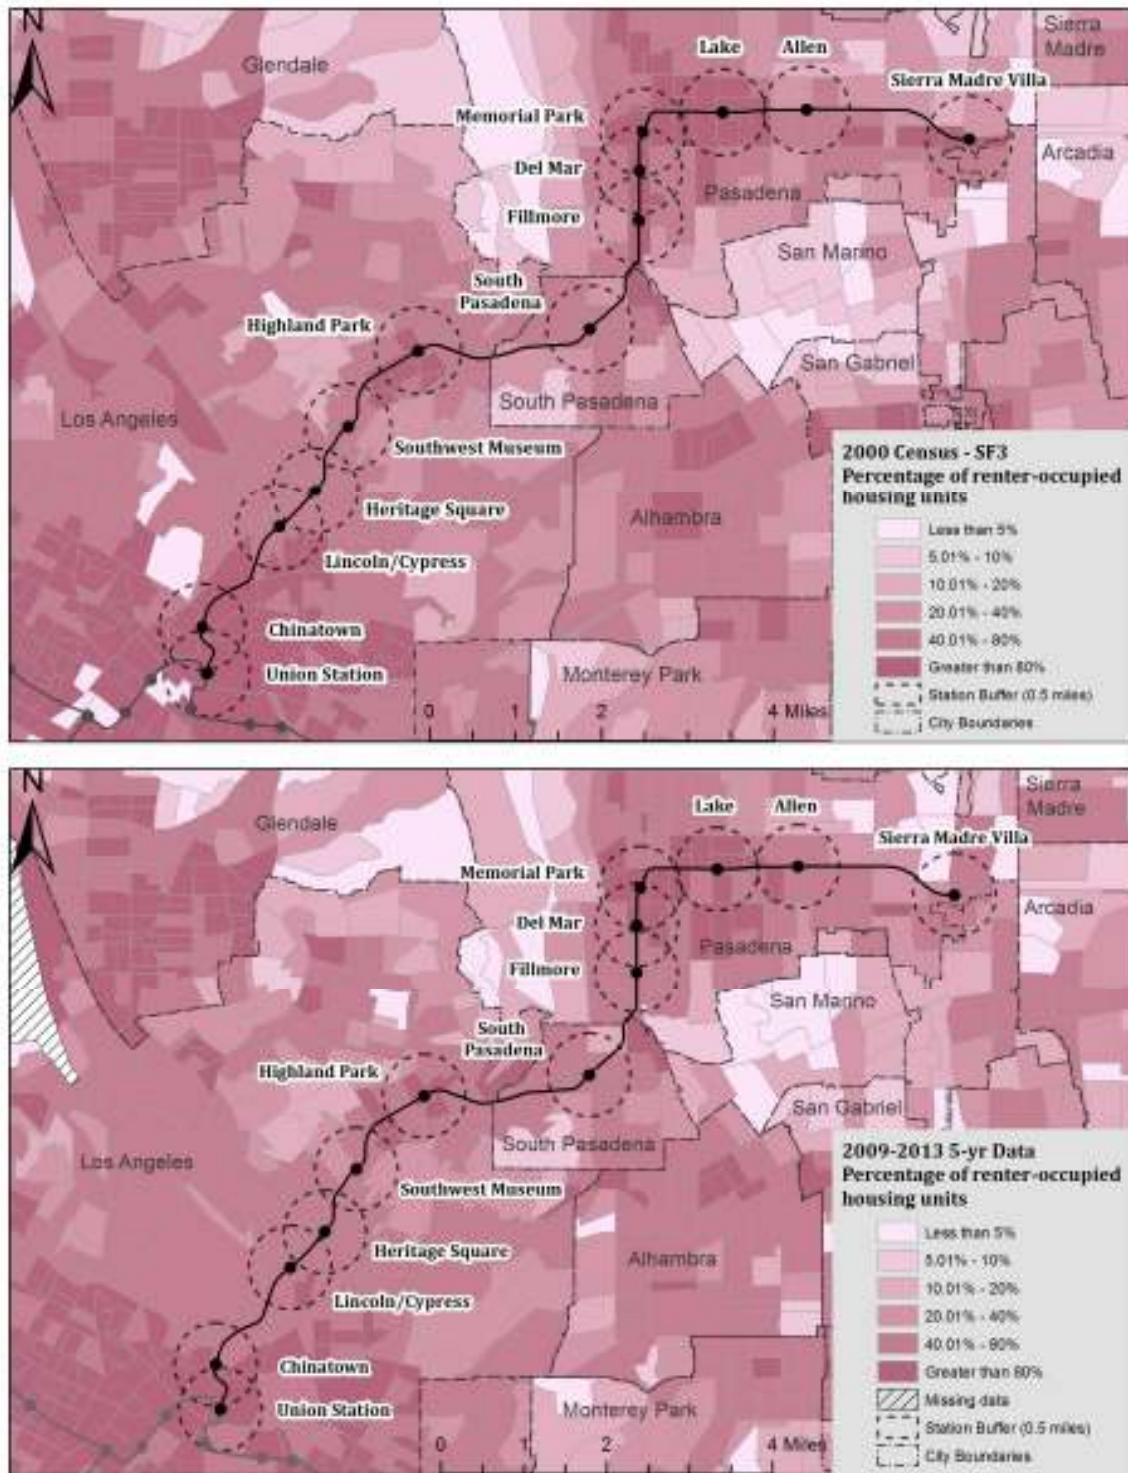 N
Glendale
Lake
Allen
Sierra
Madre
Sierra Madre Villa
Memorial Park
Arcadia
Del Mar
Pasadena
Fillmore
San Marino
South
Pasadena
Highland Park
San Gabriel
South Pasadena
Los Angeles
Southwest Museum
Heritage Square
Alhambra
Lincoln/Cypress
Chinatown
Union Station
Monterey Park
0 1 2 4 Miles
2000 Census - SF3
Percentage of renter-occupied
housing units
Less than 5%
5.01% - 10%
10.01% - 20%
20.01% - 40%
40.01% - 80%
Greater than 80%
Station Buffer (0.5 miles)
City Boundaries
N
Glendale
Lake
Allen
Sierra
Madre
Sierra Madre Villa
Memorial Park
Arcadia
Del Mar
Pasadena
Fillmore
San Marino
South
Pasadena
Highland Park
San Gabriel
South Pasadena
Los Angeles
Southwest Museum
Heritage Square
Alhambra
Lincoln/Cypress
Chinatown
Union Station
Monterey Park
0 1 2 4 Miles
2009-2013 5-yr Data
Percentage of renter-occupied
housing units
Less than 5%
5.01% - 10%
10.01% - 20%
20.01% - 40%
40.01% - 80%
Greater than 80%
Missing data
Station Buffer (0.5 miles)
City Boundaries